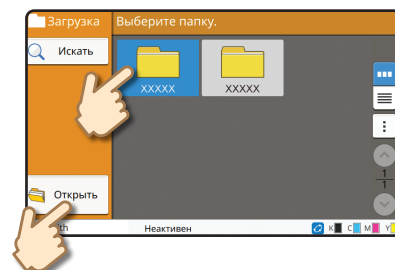 Загрузка
Выберите папку.
Искать
XXXXX
XXXXX
1
1
Открыть
Неактивен
K
C
M
Y